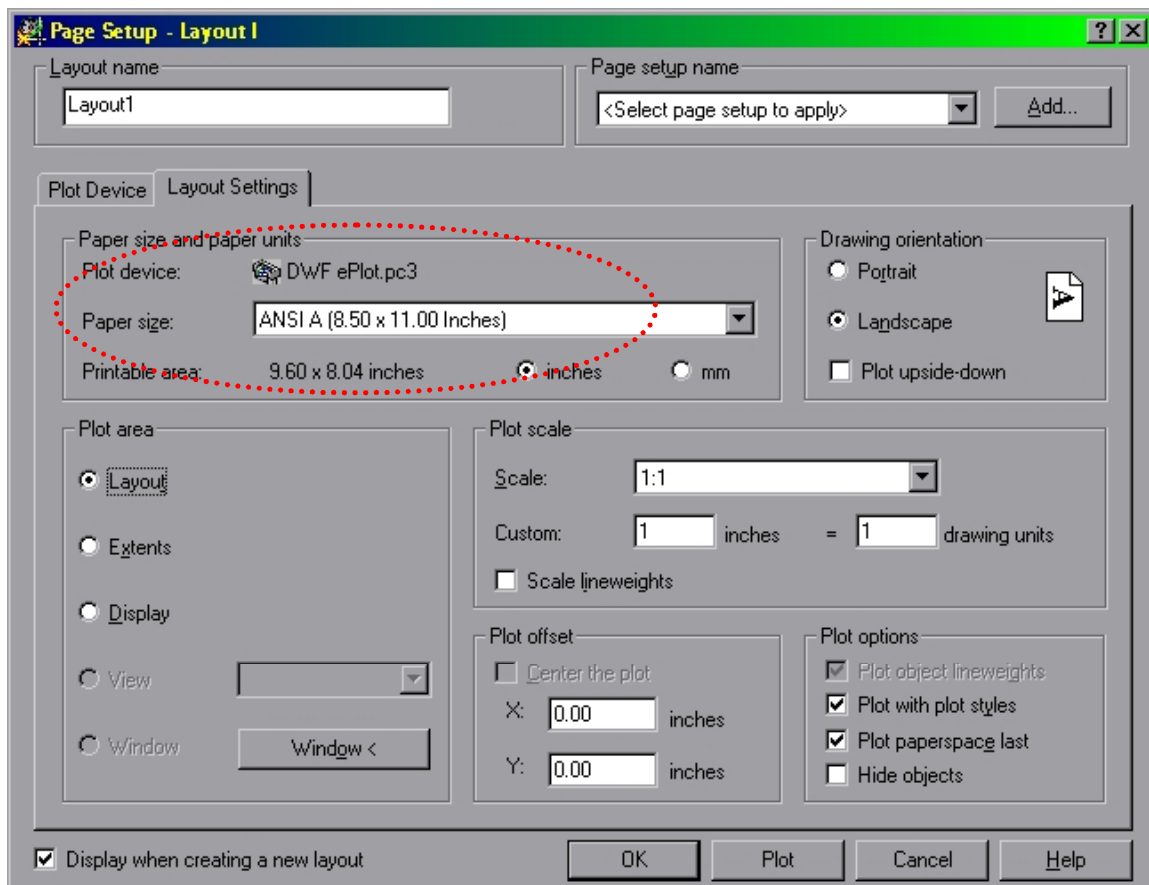 Page Setup - Layout1
Layout name
Layout1
Page setup name
<Select page setup to apply>
Add...
Plot Device
Layout Settings
Paper size and paper units
Plot device: DWF ePlot.pc3
Paper size: ANSI A (8.50 x 11.00 Inches)
Printable area: 9.60 x 8.04 inches inches mm
Drawing orientation
Portrait
Landscape
Plot upside-down
A
Plot area
Layout
Extents
Display
View
Window Window <
Plot scale
Scale: 1:1
Custom: 1 inches = 1 drawing units
Scale lineweights
Plot offset
Center the plot
X: 0.00 inches
Y: 0.00 inches
Plot options
Plot object lineweights
Plot with plot styles
Plot paperspace last
Hide objects
Display when creating a new layout
OK Plot Cancel Help